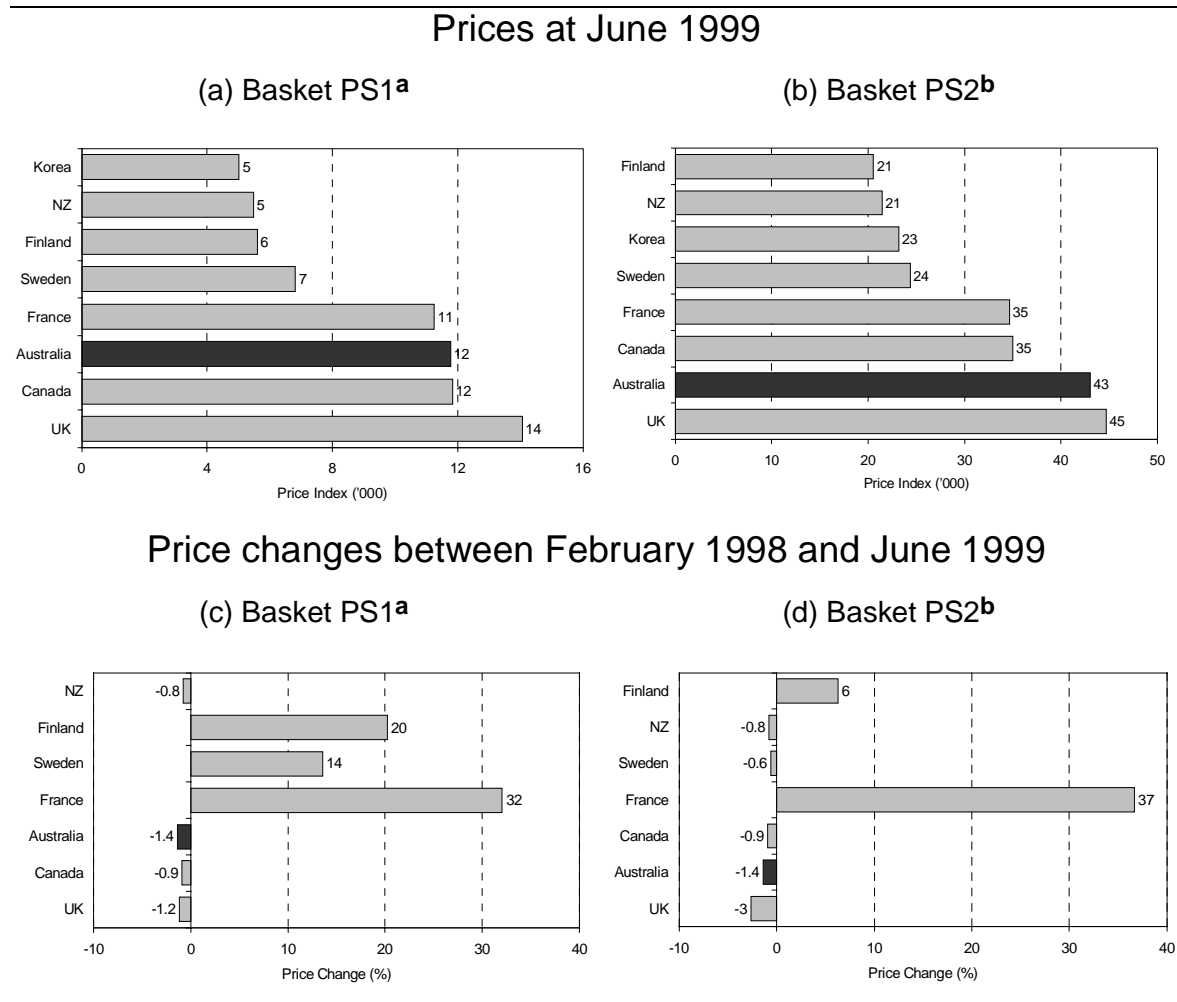 Prices at June 1999
(a) Basket PS1a
Korea 5
NZ 5
Finland 6
Sweden 7
France 11
Australia 12
Canada 12
UK 14
0 4 8 12 16
Price Index ('000)
(b) Basket PS2b
Finland 21
NZ 21
Korea 23
Sweden 24
France 35
Canada 35
Australia 43
UK 45
0 10 20 30 40 50
Price Index ('000)
Price changes between February 1998 and June 1999
(c) Basket PS1a
NZ -0.8
Finland 20
Sweden 14
France 32
Australia -1.4
Canada -0.9
UK -1.2
-10 0 10 20 30 40
Price Change (%)
(d) Basket PS2b
Finland 6
NZ -0.8
Sweden -0.6
France 37
Canada -0.9
Australia -1.4
UK -3
-10 0 10 20 30 40
Price Change (%)